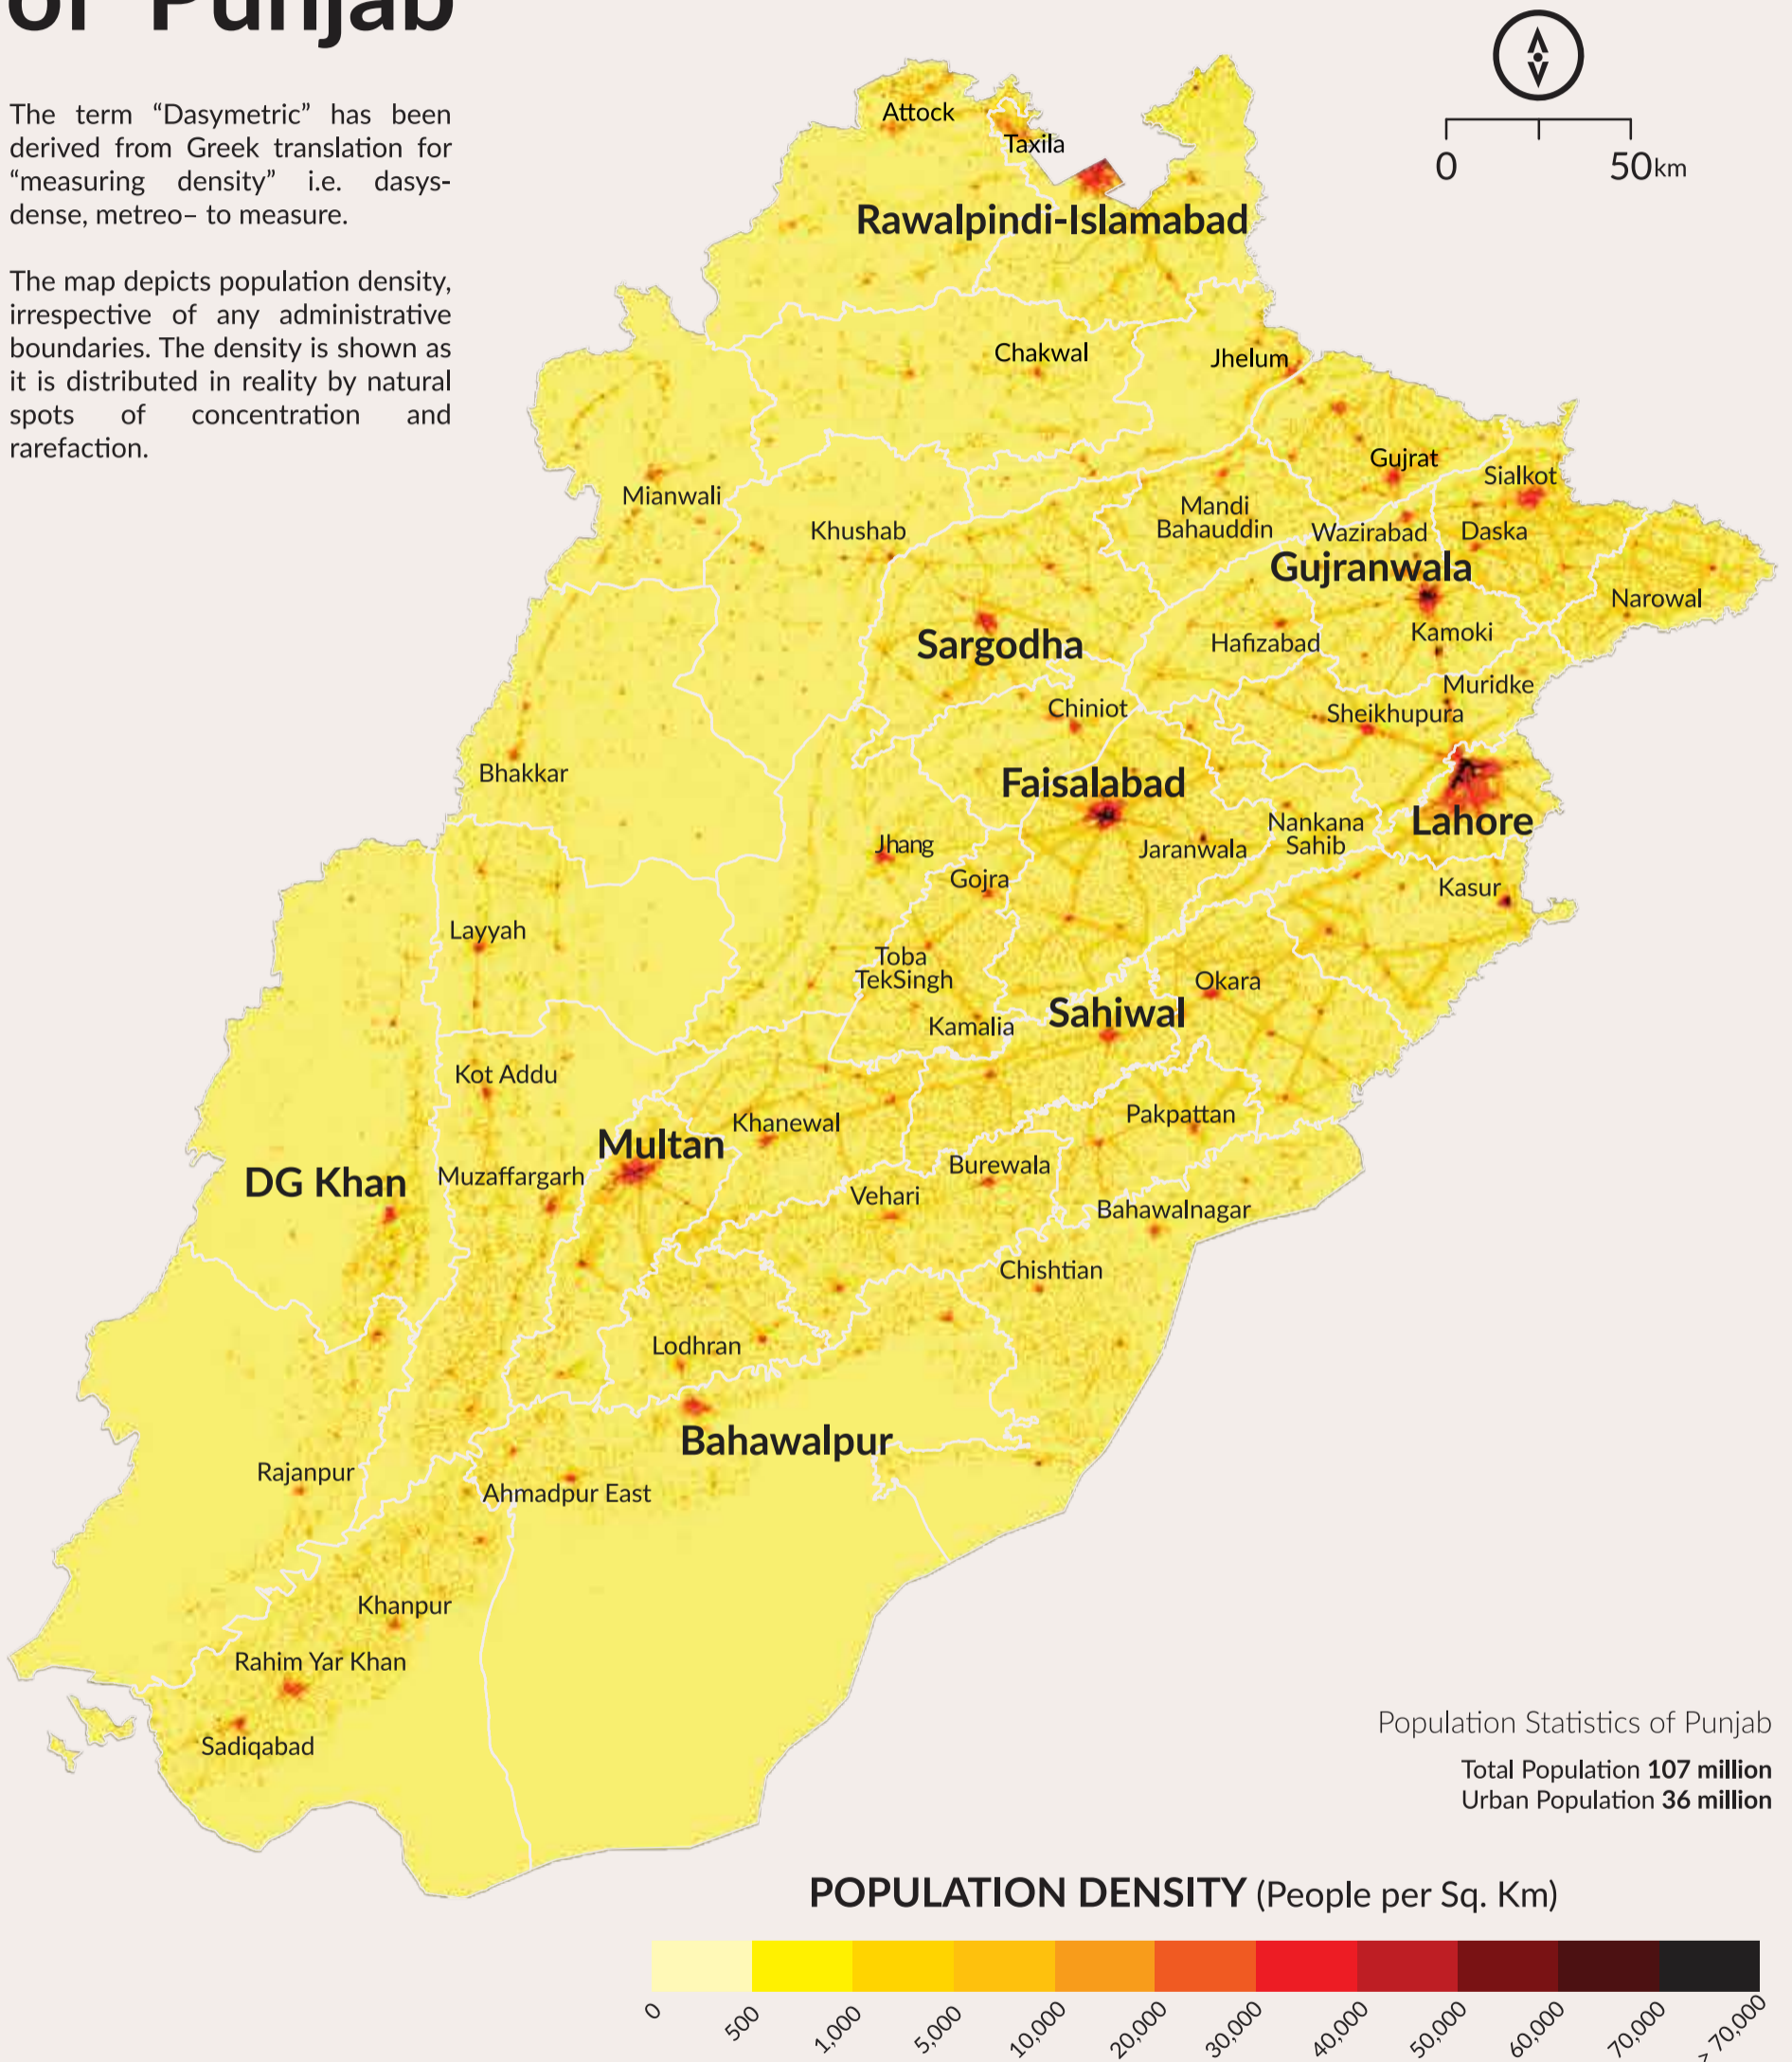 of Punjab
The term “Dasymetric” has been
derived from Greek translation for
“measuring density” i.e. dasys-
dense, metreo– to measure.
The map depicts population density,
irrespective of any administrative
boundaries. The density is shown as
it is distributed in reality by natural
spots of concentration and
rarefaction.
0 50km
Attock
Taxila
Rawalpindi-Islamabad
Chakwal
Jhelum
Gujrat
Sialkot
Mianwali
Khushab
Mandi
Bahauddin
Wazirabad
Daska
Gujranwala
Narowal
Sargodha
Hafizabad
Kamoki
Muridke
Chiniot
Sheikhupura
Bhakkar
Faisalabad
Lahore
Nankana
Sahib
Jhang
Jaranwala
Gojra
Kasur
Layyah
Toba
TekSingh
Okara
Sahiwal
Kamalia
Kot Addu
Pakpattan
Khanewal
Multan
Burewala
DG Khan
Muzaffargarh
Vehari
Bahawalnagar
Chishtian
Lodhran
Bahawalpur
Rajanpur
Ahmadpur East
Khanpur
Rahim Yar Khan
Sadiqabad
Population Statistics of Punjab
Total Population 107 million
Urban Population 36 million
POPULATION DENSITY (People per Sq. Km)
0 500 1,000 5,000 10,000 20,000 30,000 40,000 50,000 60,000 70,000 > 70,000